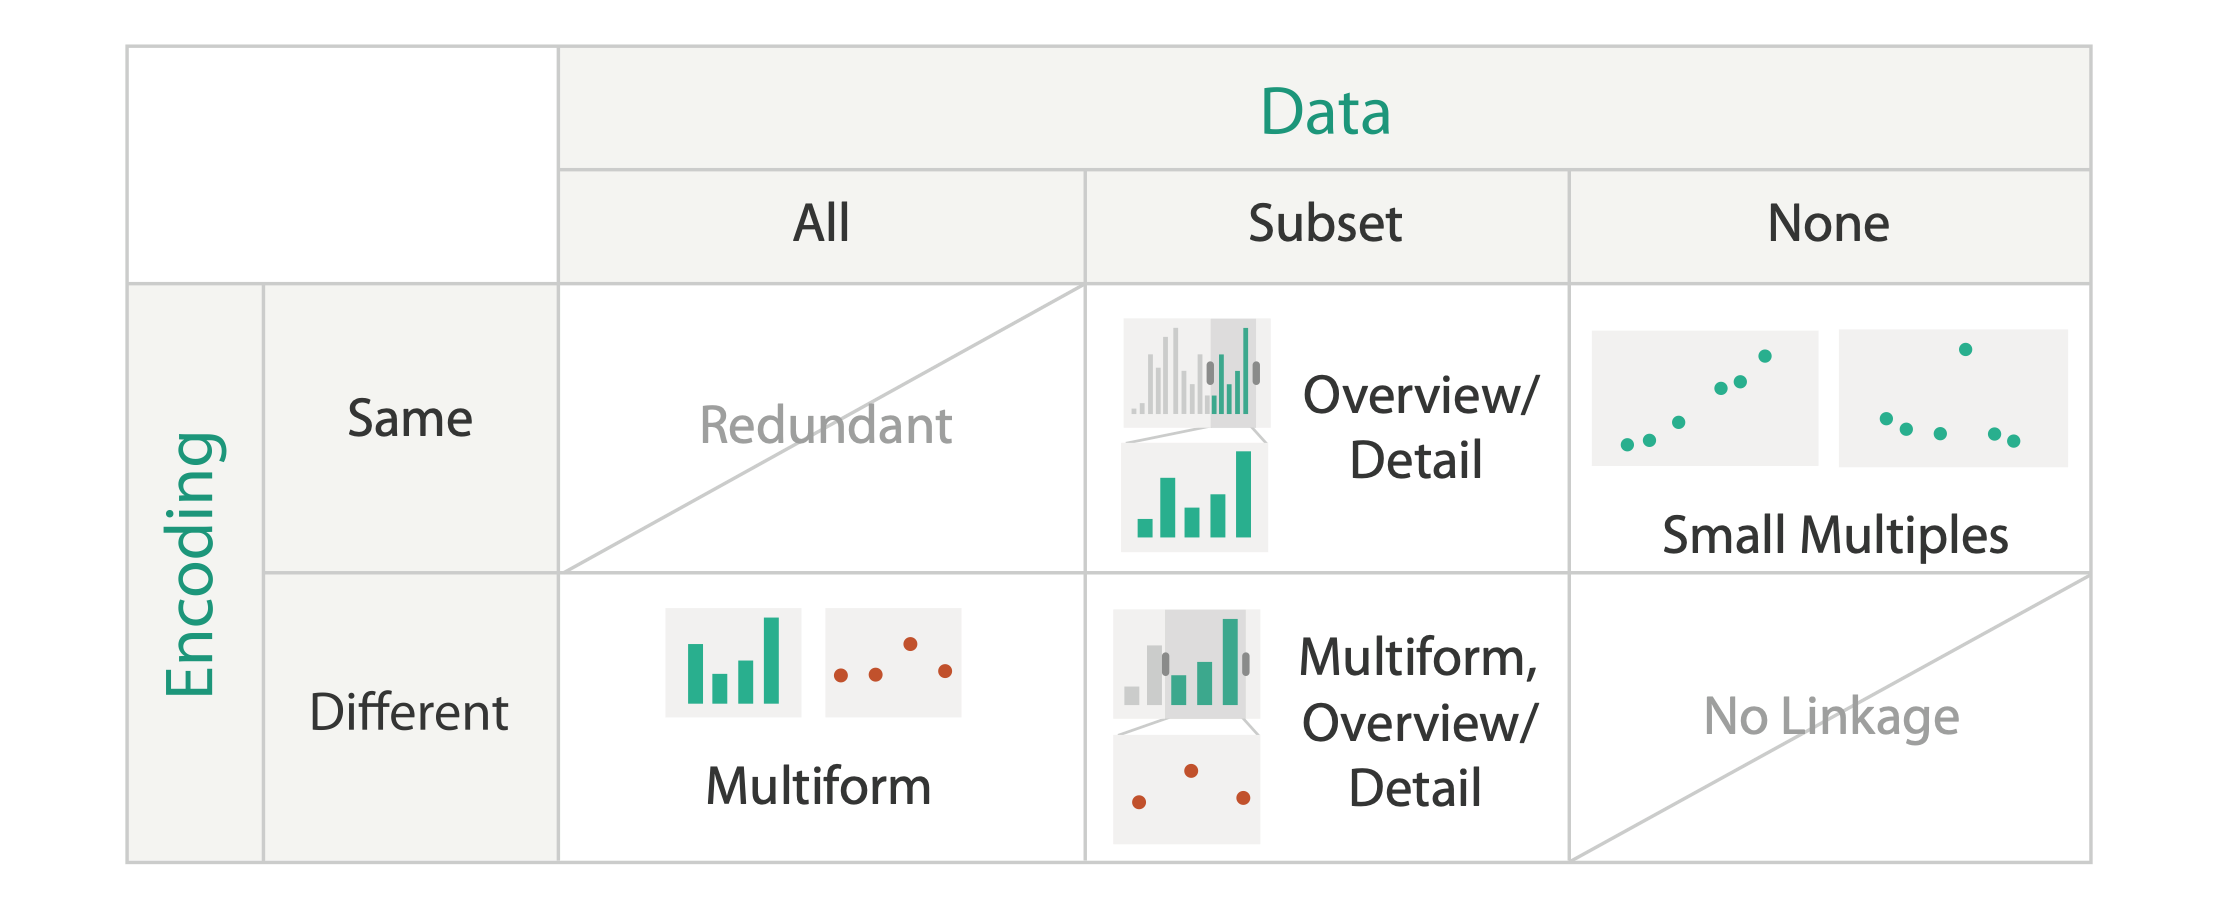 Data
All
Subset
None
Encoding
Same
Redundant
Overview/
Detail
Small Multiples
Different
Multiform
Multiform,
Overview/
Detail
No Linkage